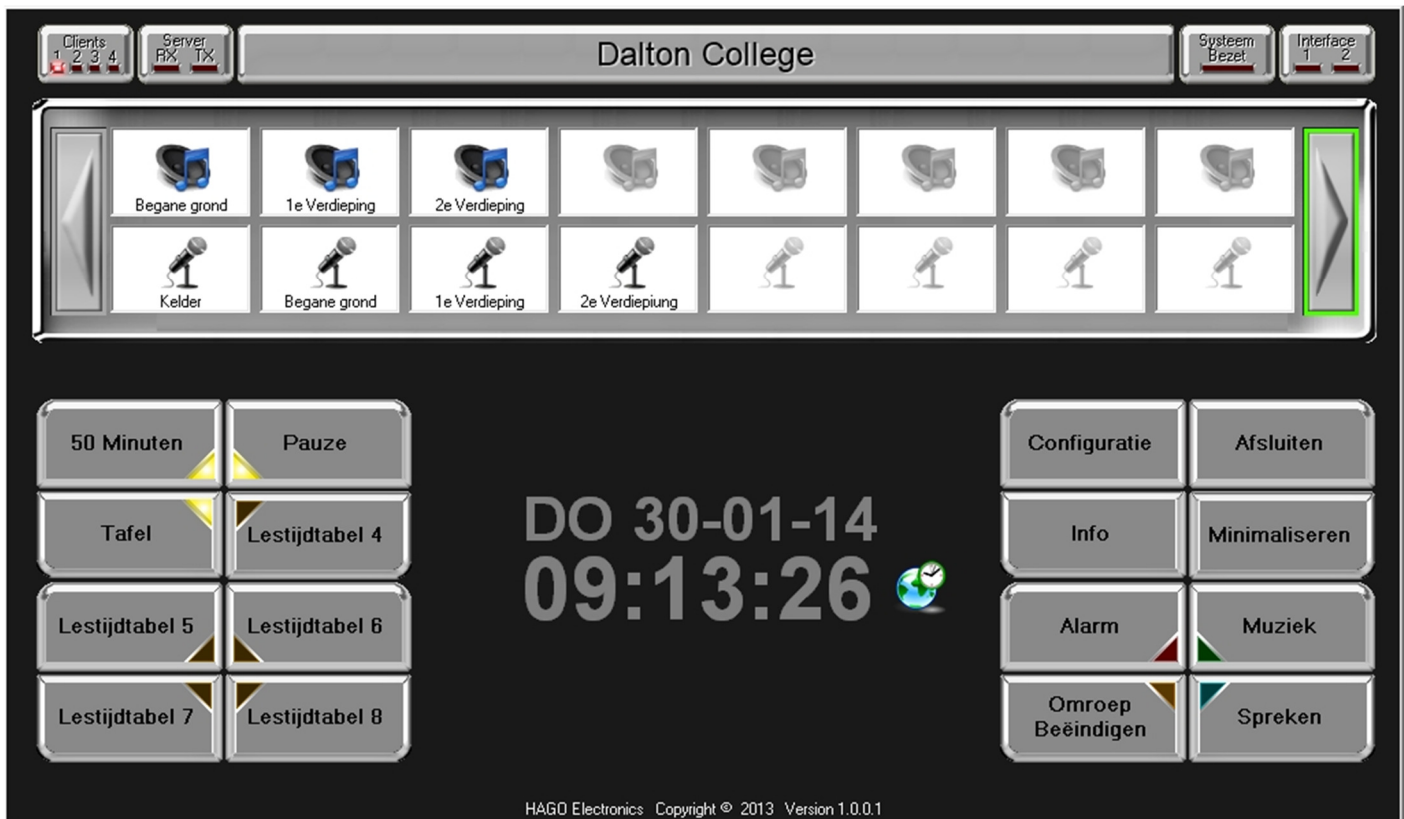 Clients
1 2 3 4
Server
RX TX
Dalton College
Systeem
Bezet
Interface
1 2
Begane grond
1e Verdieping
2e Verdieping
Kelder
Begane grond
1e Verdieping
2e Verdiepiung
50 Minuten
Pauze
Tafel
Lestijdtabel 4
Lestijdtabel 5
Lestijdtabel 6
Lestijdtabel 7
Lestijdtabel 8
DO 30-01-14
09:13:26
Configuratie
Afsluiten
Info
Minimaliseren
Alarm
Muziek
Omroep
Beëindigen
Spreken
HAGO Electronics Copyright © 2013 Version 1.0.0.1